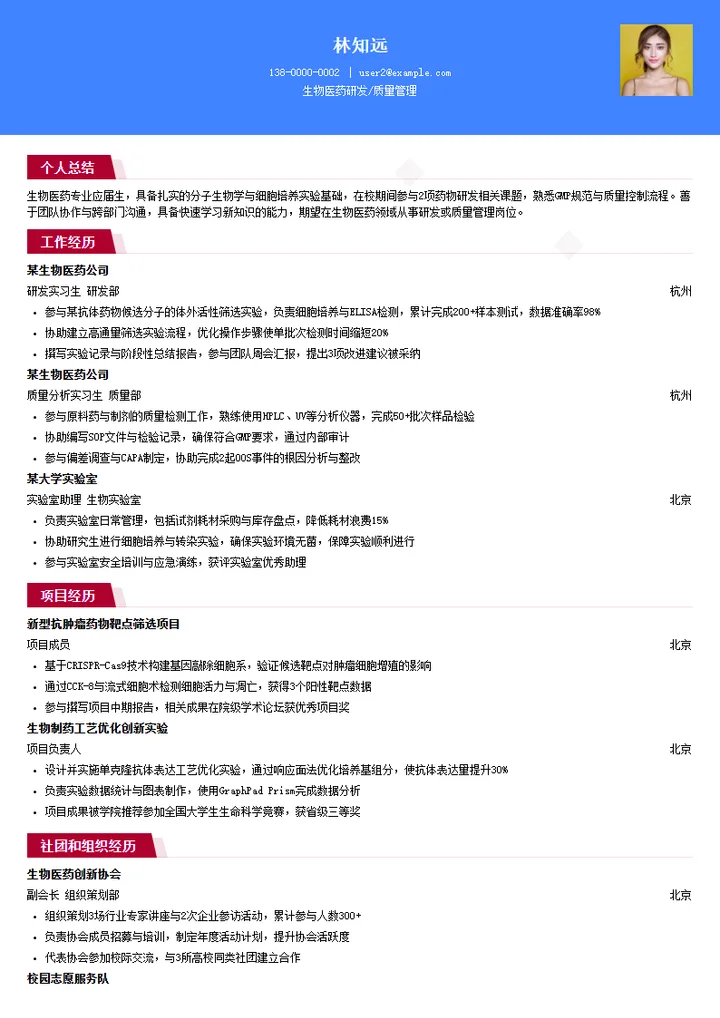 林知远
138-0000-0002 | user2@example.com
生物医药研发/质量管理
个人总结
生物医药专业应届生，具备扎实的分子生物学与细胞培养实验基础，在校期间参与2项药物研发相关课题，熟悉GMP规范与质量控制流程。善
于团队协作与跨部门沟通，具备快速学习新知识的能力，期望在生物医药领域从事研发或质量管理岗位。
工作经历
某生物医药公司
研发实习生 研发部 杭州
• 参与某抗体药物候选分子的体外活性筛选实验，负责细胞培养与ELISA检测，累计完成200+样本测试，数据准确率98%
• 协助建立高通量筛选实验流程，优化操作步骤使单批次检测时间缩短20%
• 撰写实验记录与阶段性总结报告，参与团队周会汇报，提出3项改进建议被采纳
某生物医药公司
质量分析实习生 质量部 杭州
• 参与原料药与制剂的质量检测工作，熟练使用HPLC、UV等分析仪器，完成50+批次样品检验
• 协助编写SOP文件与检验记录，确保符合GMP要求，通过内部审计
• 参与偏差调查与CAPA制定，协助完成2起OOS事件的根因分析与整改
某大学实验室
实验室助理 生物实验室 北京
• 负责实验室日常管理，包括试剂耗材采购与库存盘点，降低耗材浪费15%
• 协助研究生进行细胞培养与转染实验，确保实验环境无菌，保障实验顺利进行
• 参与实验室安全培训与应急演练，获评实验室优秀助理
项目经历
新型抗肿瘤药物靶点筛选项目
项目成员 北京
• 基于CRISPR-Cas9技术构建基因敲除细胞系，验证候选靶点对肿瘤细胞增殖的影响
• 通过CCK-8与流式细胞术检测细胞活力与凋亡，获得3个阳性靶点数据
• 参与撰写项目中期报告，相关成果在院级学术论坛获优秀项目奖
生物制药工艺优化创新实验
项目负责人 北京
• 设计并实施单克隆抗体表达工艺优化实验，通过响应面法优化培养基组分，使抗体表达量提升30%
• 负责实验数据统计与图表制作，使用GraphPad Prism完成数据分析
• 项目成果被学院推荐参加全国大学生生命科学竞赛，获省级三等奖
社团和组织经历
生物医药创新协会
副会长 组织策划部 北京
• 组织策划3场行业专家讲座与2次企业参访活动，累计参与人数300+
• 负责协会成员招募与培训，制定年度活动计划，提升协会活跃度
• 代表协会参加校际交流，与3所高校同类社团建立合作
校园志愿服务队